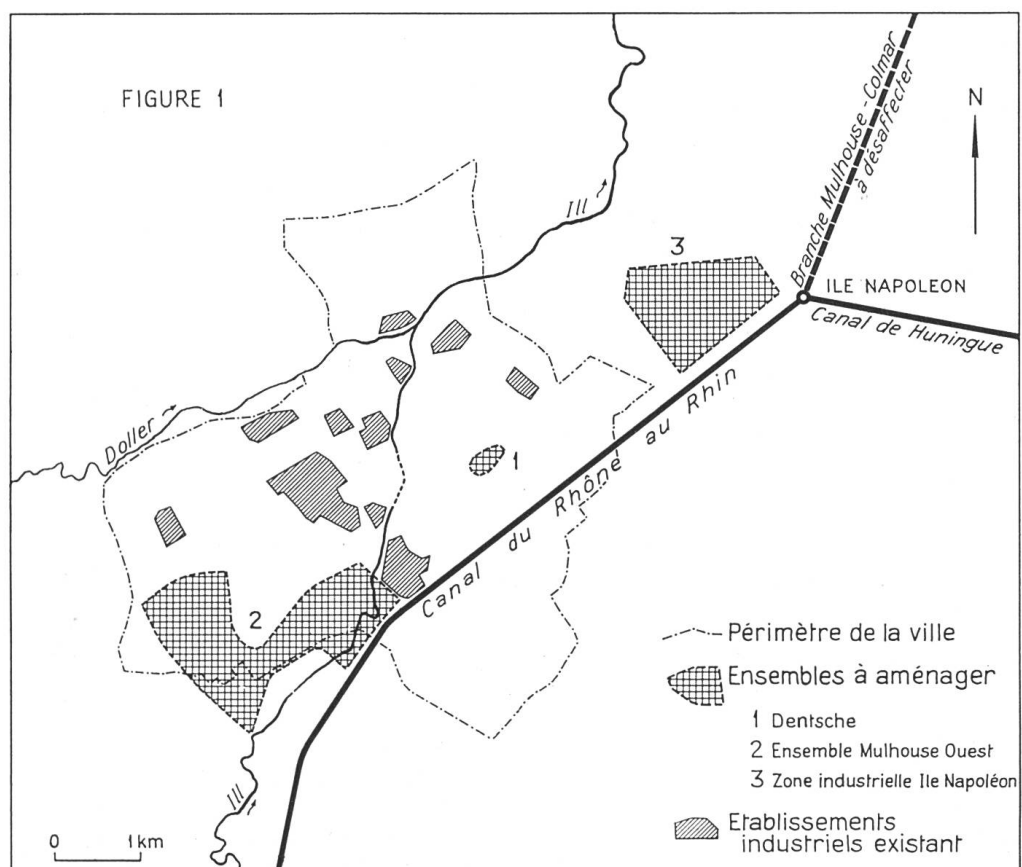 FIGURE 1
Branche Mulhouse-Colmar
à désaffecter
N
Ill
3
ILE NAPOLEON
Canal de Huningue
Doller
1
Canal du Rhône au Rhin
2
Périmètre de la ville
Ensembles à aménager
1 Dentsche
2 Ensemble Mulhouse Ouest
3 Zone industrielle Ile Napoléon
Ill
Etablissements
industriels existant
0 1 km